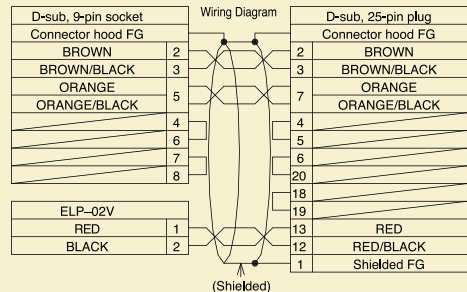 Wiring Diagram
D-sub, 9-pin socket
Connector hood FG
BROWN 2
BROWN/BLACK 3
ORANGE
5
ORANGE/BLACK
4
6
7
8
ELP–02V
RED 1
BLACK 2
D-sub, 25-pin plug
Connector hood FG
2 BROWN
3 BROWN/BLACK
ORANGE
7
ORANGE/BLACK
4
5
6
20
18
19
13 RED
12 RED/BLACK
1 Shielded FG
(Shielded)